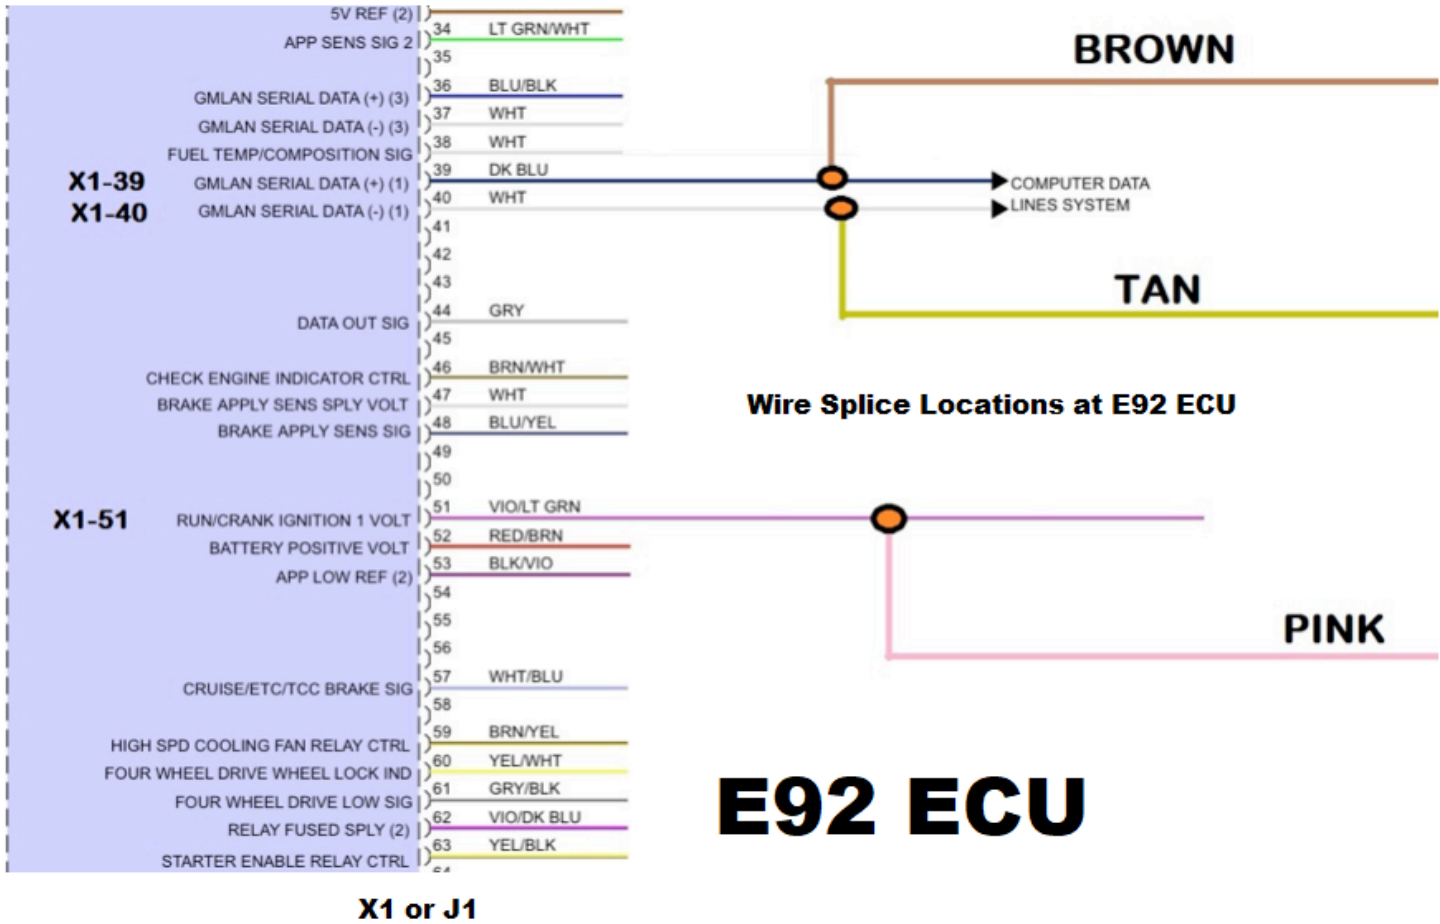 5V REF (2)
34 LT GRN/WHT
APP SENS SIG 2
35
36 BLU/BLK
GMLAN SERIAL DATA (+) (3)
37 WHT
GMLAN SERIAL DATA (-) (3)
38 WHT
FUEL TEMP/COMPOSITION SIG
39 DK BLU
X1-39 GMLAN SERIAL DATA (+) (1)
40 WHT
X1-40 GMLAN SERIAL DATA (-) (1)
41
42
43
44 GRY
DATA OUT SIG
45
46 BRN/WHT
CHECK ENGINE INDICATOR CTRL
47 WHT
BRAKE APPLY SENS SPLY VOLT
48 BLU/YEL
BRAKE APPLY SENS SIG
49
50
51 VIO/LT GRN
X1-51 RUN/CRANK IGNITION 1 VOLT
52 RED/BRN
BATTERY POSITIVE VOLT
53 BLK/VIO
APP LOW REF (2)
54
55
56
57 WHT/BLU
CRUISE/ETC/TCC BRAKE SIG
58
59 BRN/YEL
HIGH SPD COOLING FAN RELAY CTRL
60 YEL/WHT
FOUR WHEEL DRIVE WHEEL LOCK IND
61 GRY/BLK
FOUR WHEEL DRIVE LOW SIG
62 VIO/DK BLU
RELAY FUSED SPLY (2)
63 YEL/BLK
STARTER ENABLE RELAY CTRL
64
X1 or J1
BROWN
COMPUTER DATA
LINES SYSTEM
TAN
Wire Splice Locations at E92 ECU
PINK
E92 ECU